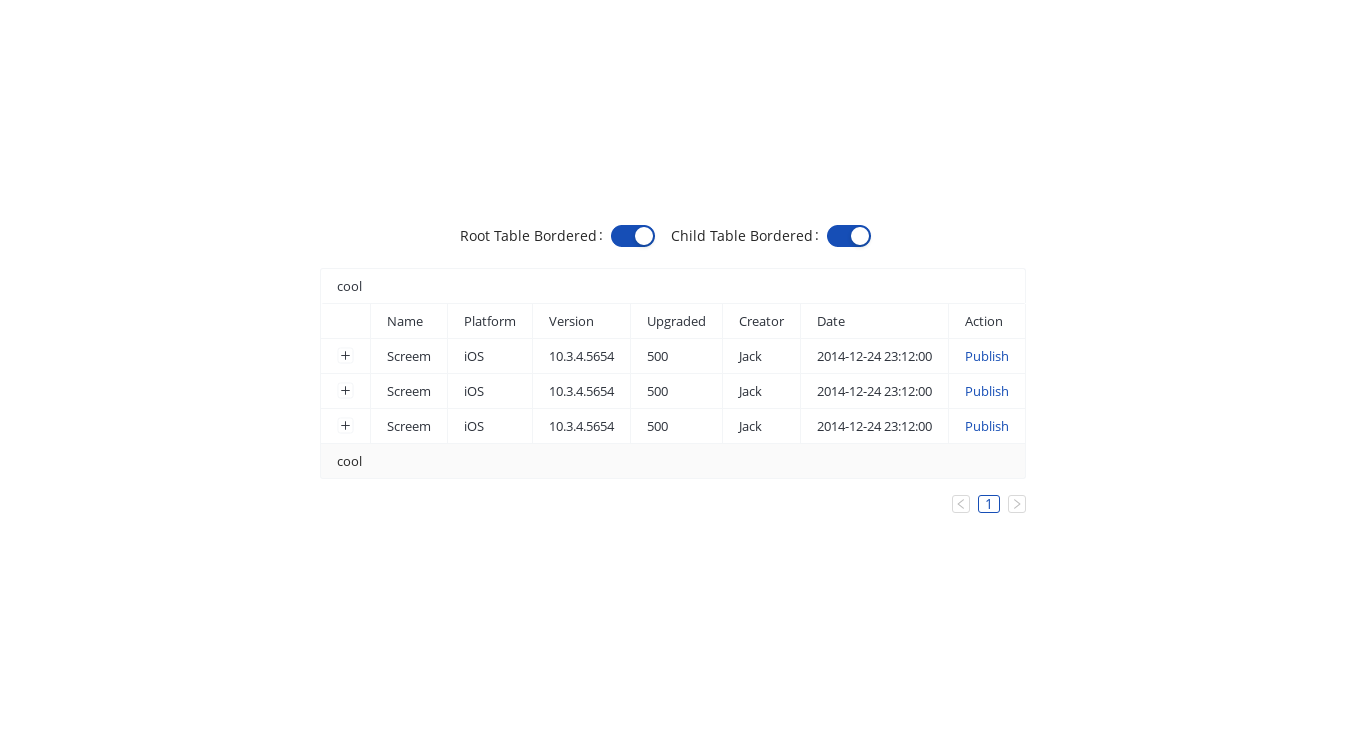 Root Table Bordered: Child Table Bordered:
cool
Name Platform Version Upgraded Creator Date Action
Screem iOS 10.3.4.5654 500 Jack 2014-12-24 23:12:00 Publish
Screem iOS 10.3.4.5654 500 Jack 2014-12-24 23:12:00 Publish
Screem iOS 10.3.4.5654 500 Jack 2014-12-24 23:12:00 Publish
cool
1